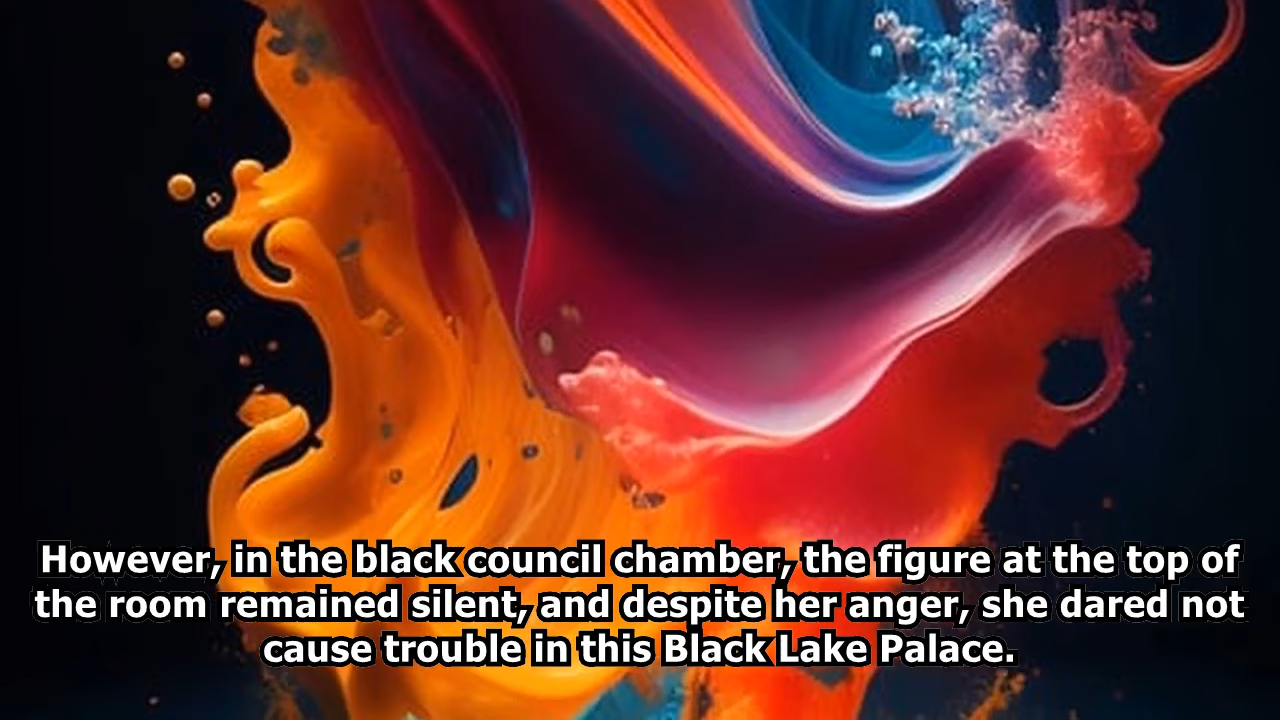 However, in the black council chamber, the figure at the top of
the room remained silent, and despite her anger, she dared not
cause trouble in this Black Lake Palace.